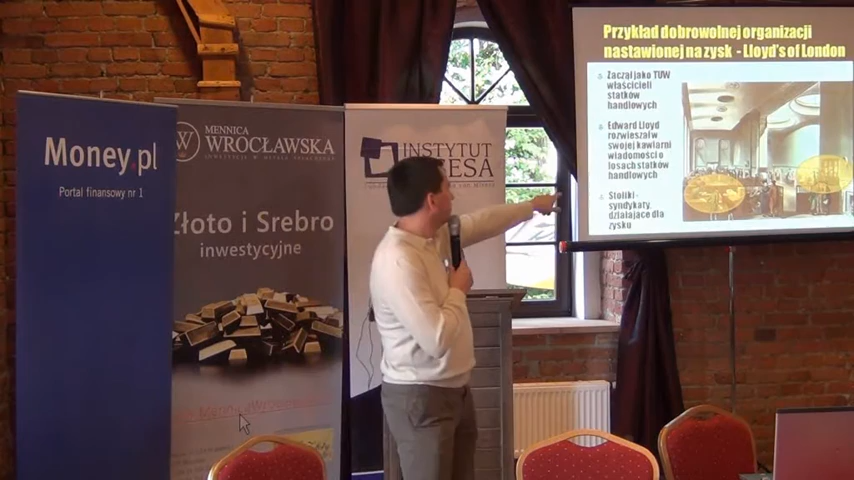 Money.pl
Portal finansowy nr 1
W
MENNICA
WROCŁAWSKA
Złoto i Srebro
inwestycyjne
INSTYTUT
Przykład dobrowolnej organizacji
nastawionej na zysk - Lloyd's of London
Zaczął jako TUW
właścicieli
statków
handlowych
Edward Lloyd
rozwieszał w
swojej kawiarni
wiadomości o
losach statków
handlowych
Stoliki -
syndykaty,
działające dla
zysku